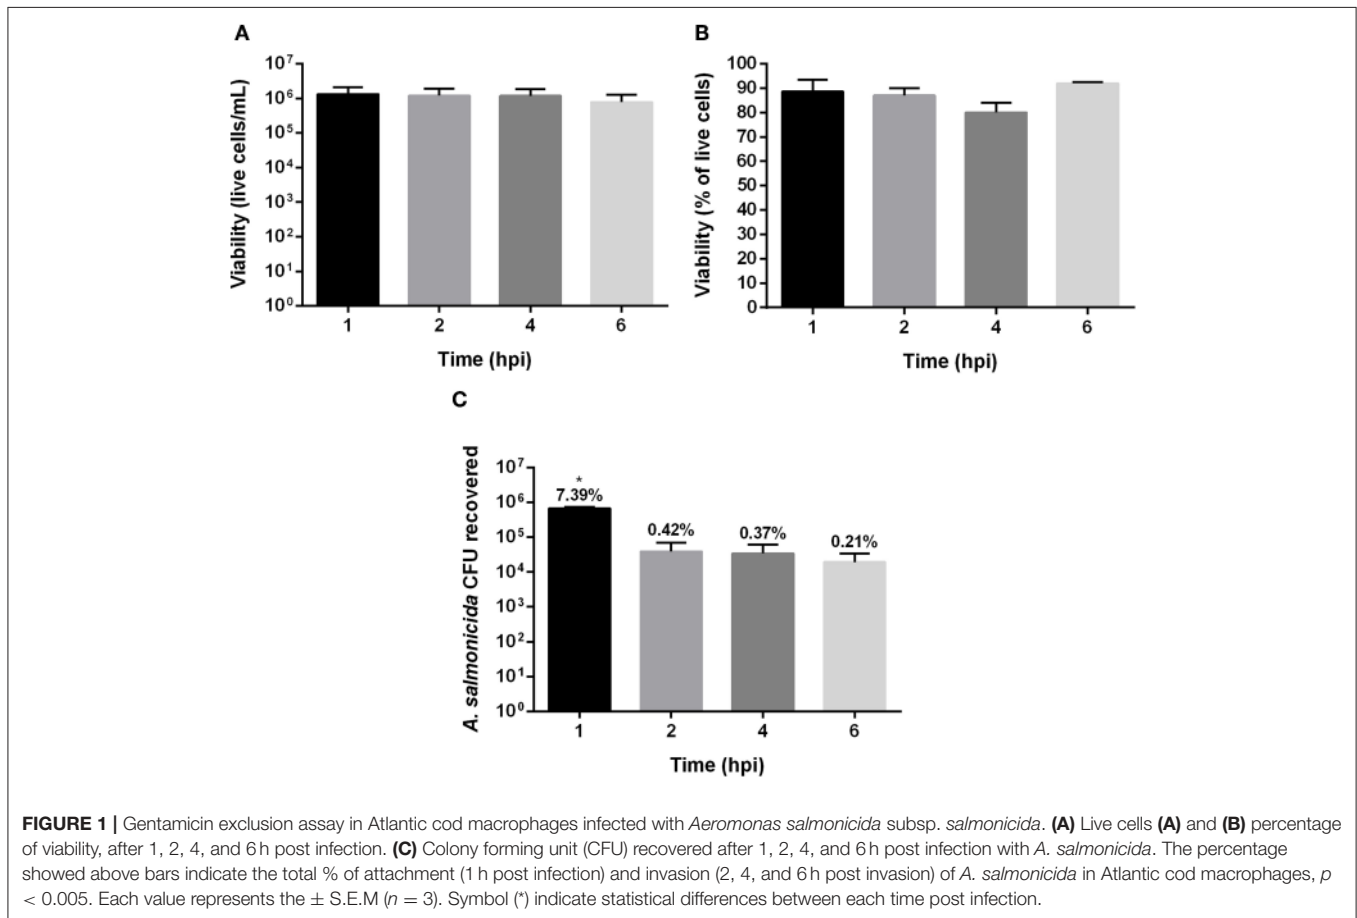 A
Viability (live cells/mL)
10⁷
10⁶
10⁵
10⁴
10³
10²
10¹
10⁰
1 2 4 6
Time (hpi)
B
Viability (% of live cells)
100
90
80
70
60
50
40
30
20
10
0
1 2 4 6
Time (hpi)
C
A. salmonicida CFU recovered
10⁷
10⁶
10⁵
10⁴
10³
10²
10¹
10⁰
*
7.39%
0.42%
0.37%
0.21%
1 2 4 6
Time (hpi)
FIGURE 1 | Gentamicin exclusion assay in Atlantic cod macrophages infected with Aeromonas salmonicida subsp. salmonicida. (A) Live cells (A) and (B) percentage
of viability, after 1, 2, 4, and 6 h post infection. (C) Colony forming unit (CFU) recovered after 1, 2, 4, and 6 h post infection with A. salmonicida. The percentage
showed above bars indicate the total % of attachment (1 h post infection) and invasion (2, 4, and 6 h post invasion) of A. salmonicida in Atlantic cod macrophages, p
< 0.005. Each value represents the ± S.E.M (n = 3). Symbol (*) indicate statistical differences between each time post infection.